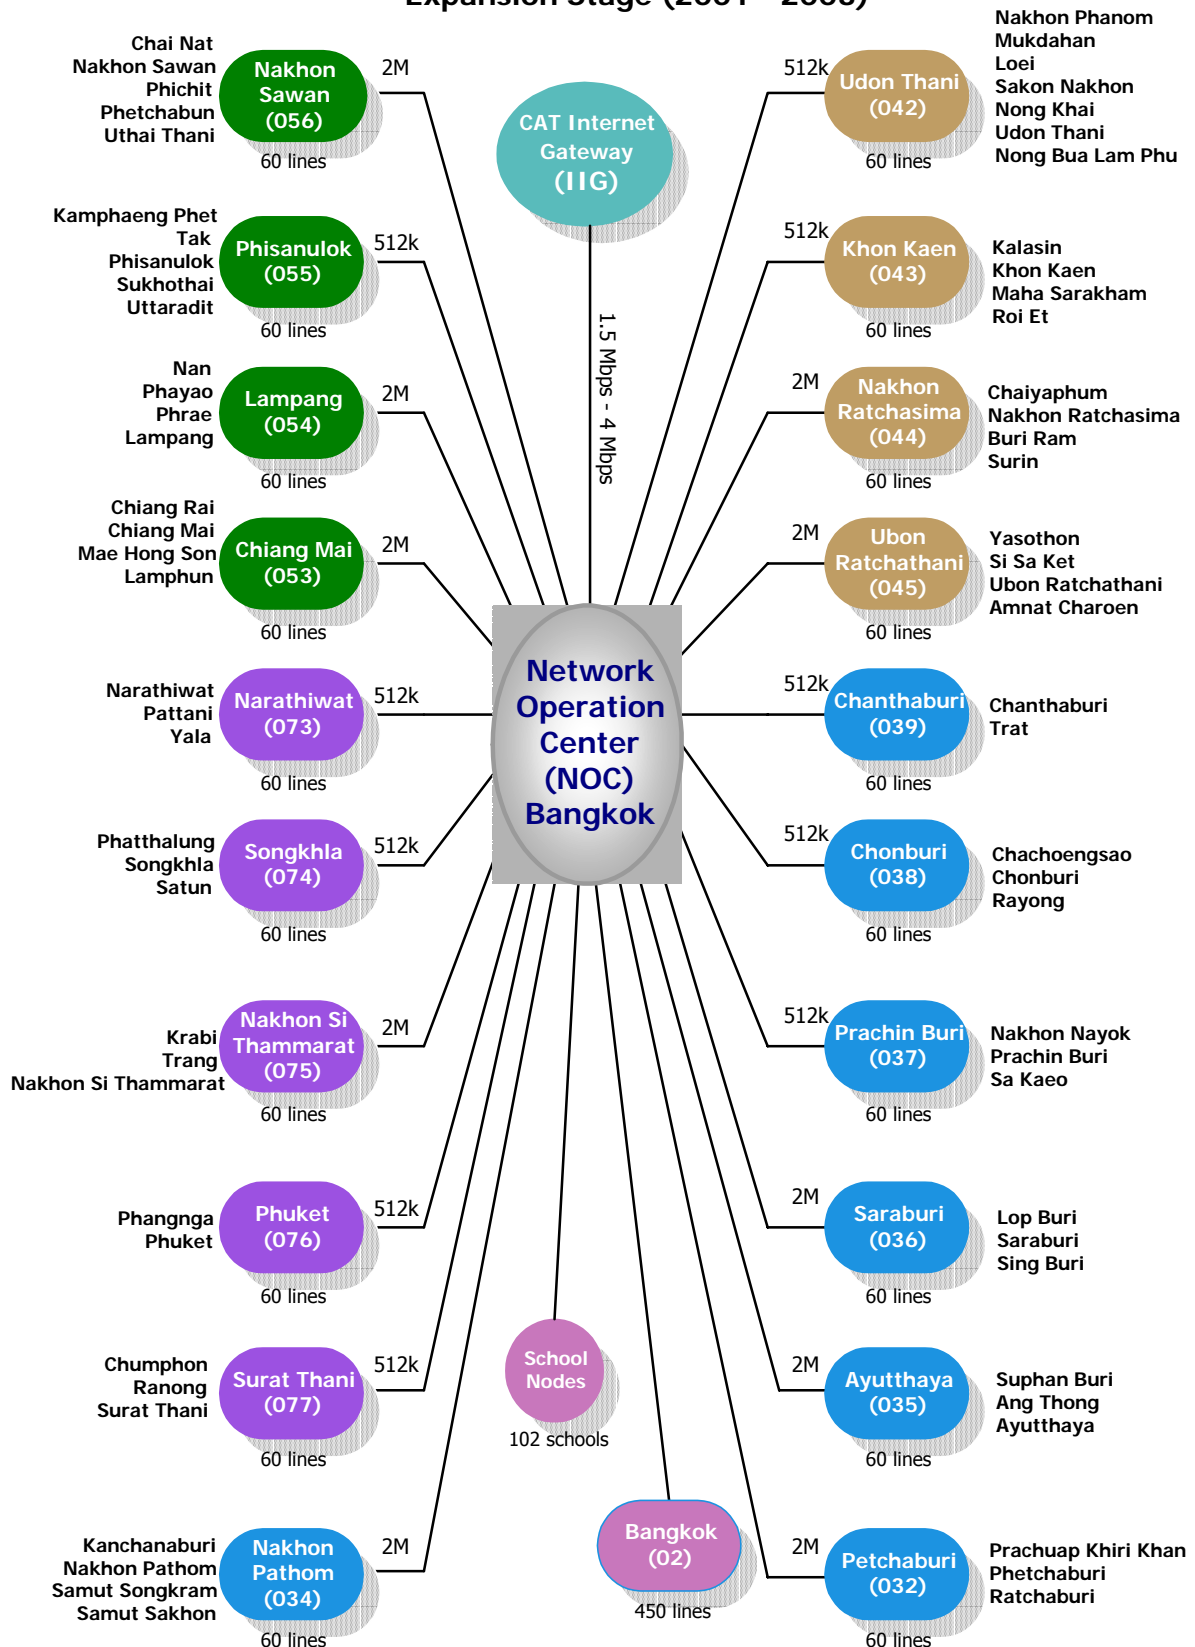 Chai Nat
Nakhon Sawan
Phichit
Phetchabun
Uthai Thani
Nakhon
Sawan
(056)
2M
60 lines
CAT Internet
Gateway
(IIG)
1.5 Mbps - 4 Mbps
512k
Udon Thani
(042)
60 lines
Nakhon Phanom
Mukdahan
Loei
Sakon Nakhon
Nong Khai
Udon Thani
Nong Bua Lam Phu
Kamphaeng Phet
Tak
Phisanulok
Sukhothai
Uttaradit
Phisanulok
(055)
512k
60 lines
512k
Khon Kaen
(043)
60 lines
Kalasin
Khon Kaen
Maha Sarakham
Roi Et
Nan
Phayao
Phrae
Lampang
Lampang
(054)
2M
60 lines
2M
Nakhon
Ratchasima
(044)
60 lines
Chaiyaphum
Nakhon Ratchasima
Buri Ram
Surin
Chiang Rai
Chiang Mai
Mae Hong Son
Lamphun
Chiang Mai
(053)
2M
60 lines
2M
Ubon
Ratchathani
(045)
60 lines
Yasothon
Si Sa Ket
Ubon Ratchathani
Amnat Charoen
Network
Operation
Center
(NOC)
Bangkok
Narathiwat
Pattani
Yala
Narathiwat
(073)
512k
60 lines
512k
Chanthaburi
(039)
60 lines
Chanthaburi
Trat
Phatthalung
Songkhla
Satun
Songkhla
(074)
512k
60 lines
512k
Chonburi
(038)
60 lines
Chachoengsao
Chonburi
Rayong
Krabi
Trang
Nakhon Si Thammarat
Nakhon Si
Thammarat
(075)
2M
60 lines
512k
Prachin Buri
(037)
60 lines
Nakhon Nayok
Prachin Buri
Sa Kaeo
Phangnga
Phuket
Phuket
(076)
512k
60 lines
2M
Saraburi
(036)
60 lines
Lop Buri
Saraburi
Sing Buri
Chumphon
Ranong
Surat Thani
Surat Thani
(077)
512k
60 lines
School
Nodes
102 schools
2M
Ayutthaya
(035)
60 lines
Suphan Buri
Ang Thong
Ayutthaya
Kanchanaburi
Nakhon Pathom
Samut Songkram
Samut Sakhon
Nakhon
Pathom
(034)
2M
60 lines
Bangkok
(02)
450 lines
2M
Petchaburi
(032)
60 lines
Prachuap Khiri Khan
Phetchaburi
Ratchaburi